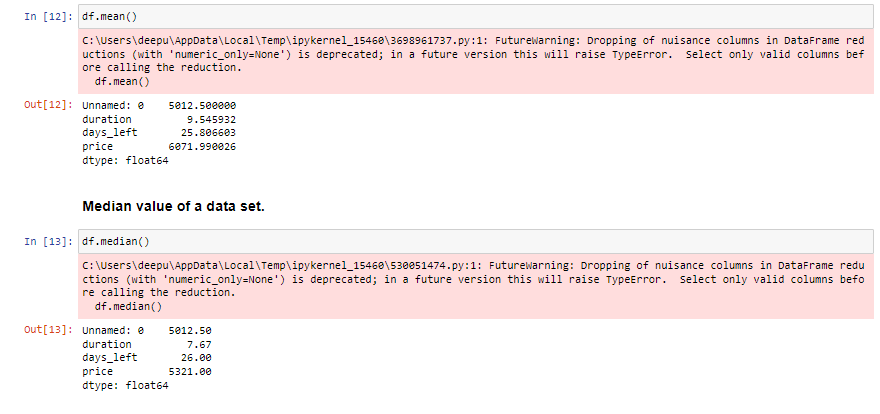 In [12]: df.mean()
C:\Users\deepu\AppData\Local\Temp\ipykernel_15460\3698961737.py:1: FutureWarning: Dropping of nuisance columns in DataFrame red
uctions (with 'numeric_only=None') is deprecated; in a future version this will raise TypeError.  Select only valid columns bef
ore calling the reduction.
  df.mean()
Out[12]: Unnamed: 0    5012.500000
duration         9.545932
days_left       25.806603
price         6071.990026
dtype: float64
Median value of a data set.
In [13]: df.median()
C:\Users\deepu\AppData\Local\Temp\ipykernel_15460\530051474.py:1: FutureWarning: Dropping of nuisance columns in DataFrame redu
ctions (with 'numeric_only=None') is deprecated; in a future version this will raise TypeError.  Select only valid columns befo
re calling the reduction.
  df.median()
Out[13]: Unnamed: 0    5012.50
duration         7.67
days_left       26.00
price         5321.00
dtype: float64